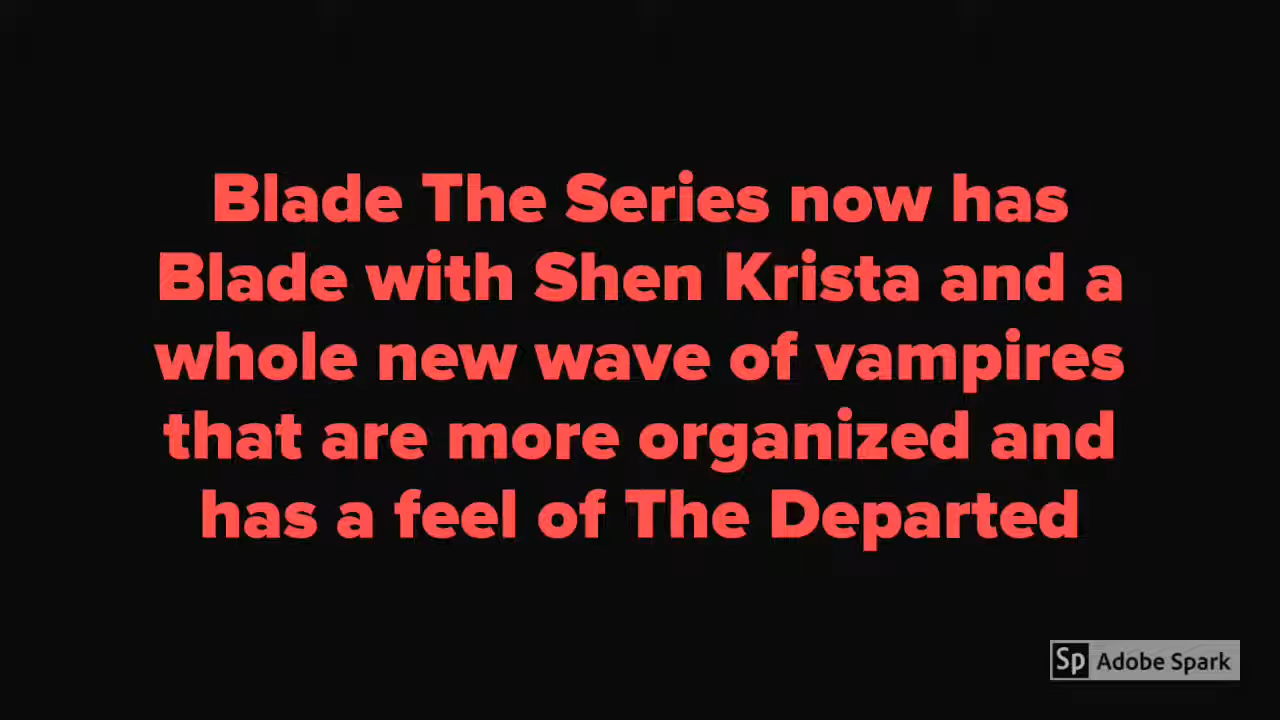 Blade The Series now has
Blade with Shen Krista and a
whole new wave of vampires
that are more organized and
has a feel of The Departed
Sp Adobe Spark